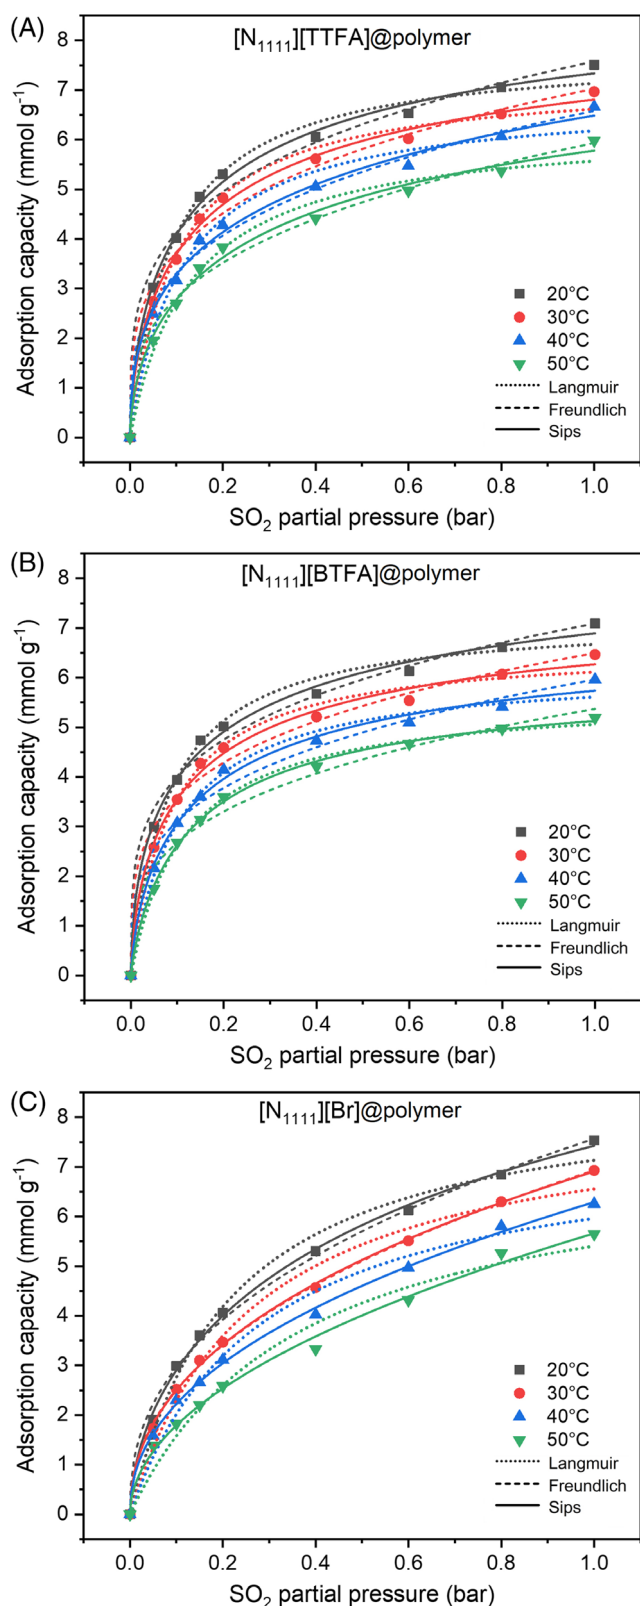 (A)
[N₁₁₁₁][TTFA]@polymer
Adsorption capacity (mmol g⁻¹)
8
7
6
5
4
3
2
1
0
20°C
30°C
40°C
50°C
Langmuir
Freundlich
Sips
0.0 0.2 0.4 0.6 0.8 1.0
SO₂ partial pressure (bar)
(B)
[N₁₁₁₁][BTFA]@polymer
Adsorption capacity (mmol g⁻¹)
8
7
6
5
4
3
2
1
0
20°C
30°C
40°C
50°C
Langmuir
Freundlich
Sips
0.0 0.2 0.4 0.6 0.8 1.0
SO₂ partial pressure (bar)
(C)
[N₁₁₁₁][Br]@polymer
Adsorption capacity (mmol g⁻¹)
8
7
6
5
4
3
2
1
0
20°C
30°C
40°C
50°C
Langmuir
Freundlich
Sips
0.0 0.2 0.4 0.6 0.8 1.0
SO₂ partial pressure (bar)